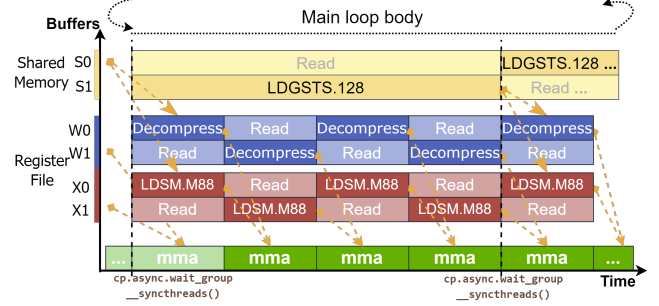 Buffers
Main loop body
Shared Memory
S0 Read LDGSTS.128 ...
S1 LDGSTS.128 Read ...
Register File
W0 Decompress Read Decompress Read Decompress
W1 Read Decompress Read Decompress Read
X0 LDSM.M88 Read LDSM.M88 Read LDSM.M88
X1 Read LDSM.M88 Read LDSM.M88 Read
... mma mma mma mma mma ...
Time
cp.async.wait_group cp.async.wait_group
__syncthreads() __syncthreads()